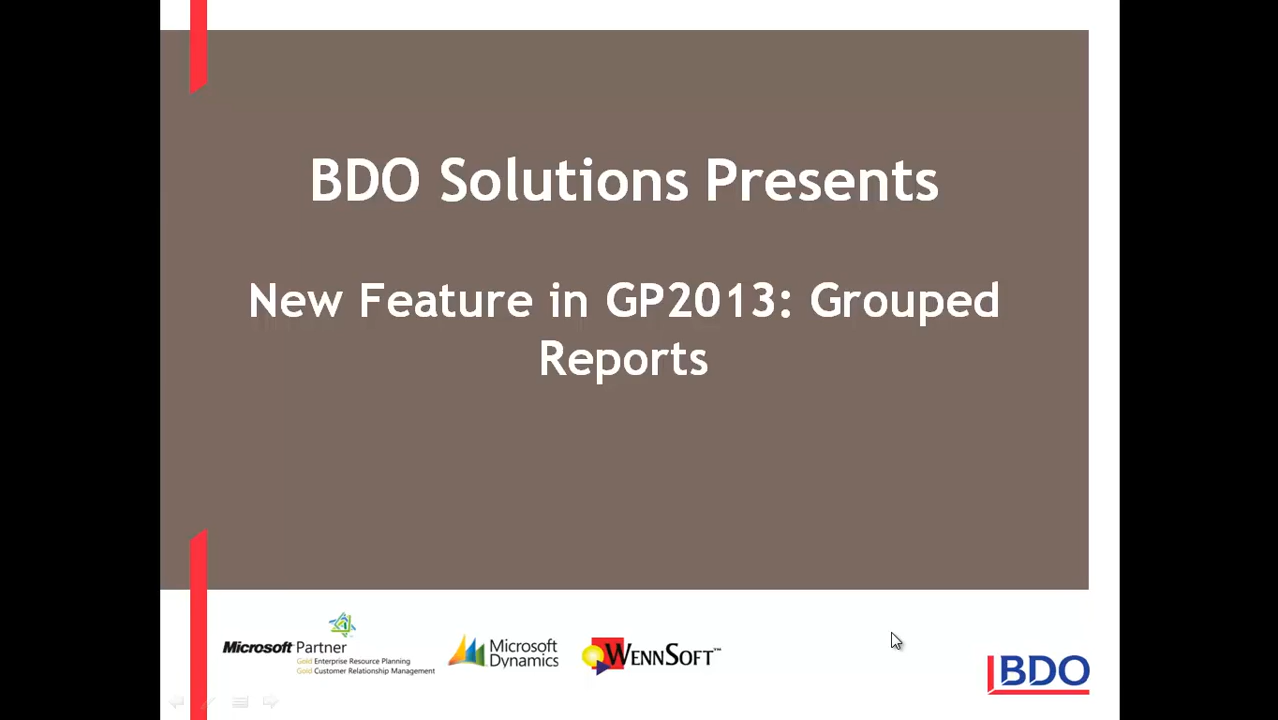 BDO Solutions Presents
New Feature in GP2013: Grouped
Reports
Microsoft Partner
Gold Enterprise Resource Planning
Gold Customer Relationship Management
Microsoft
Dynamics
WENNSOFT™
BDO